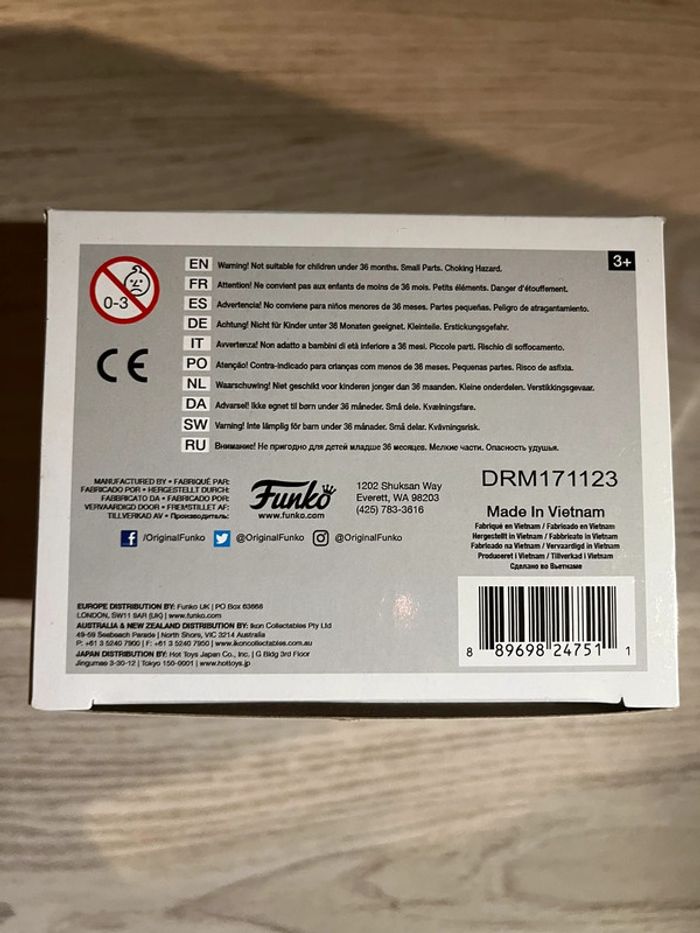 3+
0-3
EN Warning! Not suitable for children under 36 months. Small Parts. Choking Hazard.
FR Attention! Ne convient pas aux enfants de moins de 36 mois. Petits éléments. Danger d'étouffement.
ES Advertencia! No conviene para niños menores de 36 meses. Partes pequeñas. Peligro de atragantamiento.
DE Achtung! Nicht für Kinder unter 36 Monaten geeignet. Kleinteile. Erstickungsgefahr.
IT Avvertenza! Non adatto a bambini di età inferiore a 36 mesi. Piccole parti. Rischio di soffocamento.
PO Atenção! Contra-indicado para crianças com menos de 36 meses. Pequenas partes. Risco de asfixia.
NL Waarschuwing! Niet geschikt voor kinderen jonger dan 36 maanden. Kleine onderdelen. Verstikkingsgevaar.
DA Advarsel! Ikke egnet til børn under 36 måneder. Små dele. Kvælningsfare.
SW Varning! Inte lämplig för barn under 36 månader. Små delar. Kvävningsrisk.
RU Внимание! Не пригодно для детей младше 36 месяцев. Мелкие части. Опасность удушья.
CE
MANUFACTURED BY • FABRIQUÉ PAR:
FABRICADO POR • HERGESTELLT DURCH:
FABBRICATO DA • FABRICADO POR:
VERVAARDIGD DOOR • FREMSTILLET AF:
TILLVERKAD AV • Производитель:
Funko
www.funko.com
1202 Shuksan Way
Everett, WA 98203
(425) 783-3616
DRM171123
Made In Vietnam
Fabriqué en Vietnam / Fabricado en Vietnam
Hergestellt in Vietnam / Fabbricato in Vietnam
Fabricado na Vietnam / Vervaardigd in Vietnam
Produceret i Vietnam / Tillverkad i Vietnam
Сделано во Вьетнаме
f /OriginalFunko @OriginalFunko @OriginalFunko
EUROPE DISTRIBUTION BY: Funko UK | PO Box 63666
LONDON, SW11 9AR (UK) | www.funko.com
AUSTRALIA & NEW ZEALAND DISTRIBUTION BY: Ikon Collectables Pty Ltd
49-59 Seebeach Parade | North Shore, VIC 3214 Australia
P: +61 3 5240 7900 | F: +61 3 5240 7950 | www.ikoncollectables.com.au
JAPAN DISTRIBUTION BY: Hot Toys Japan Co., Inc. | G Bldg 3rd Floor
Jingumae 3-30-12 | Tokyo 150-0001 | www.hottoys.jp
8 89698 24751 1